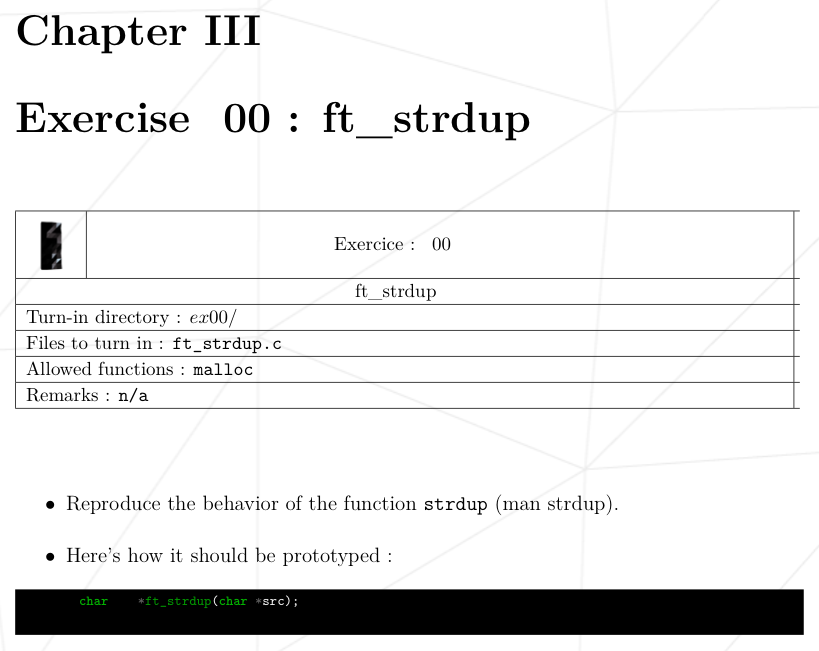 Chapter III
Exercise 00 : ft_strdup
Exercice : 00
ft_strdup
Turn-in directory : ex00/
Files to turn in : ft_strdup.c
Allowed functions : malloc
Remarks : n/a
• Reproduce the behavior of the function strdup (man strdup).
• Here's how it should be prototyped :
char *ft_strdup(char *src);